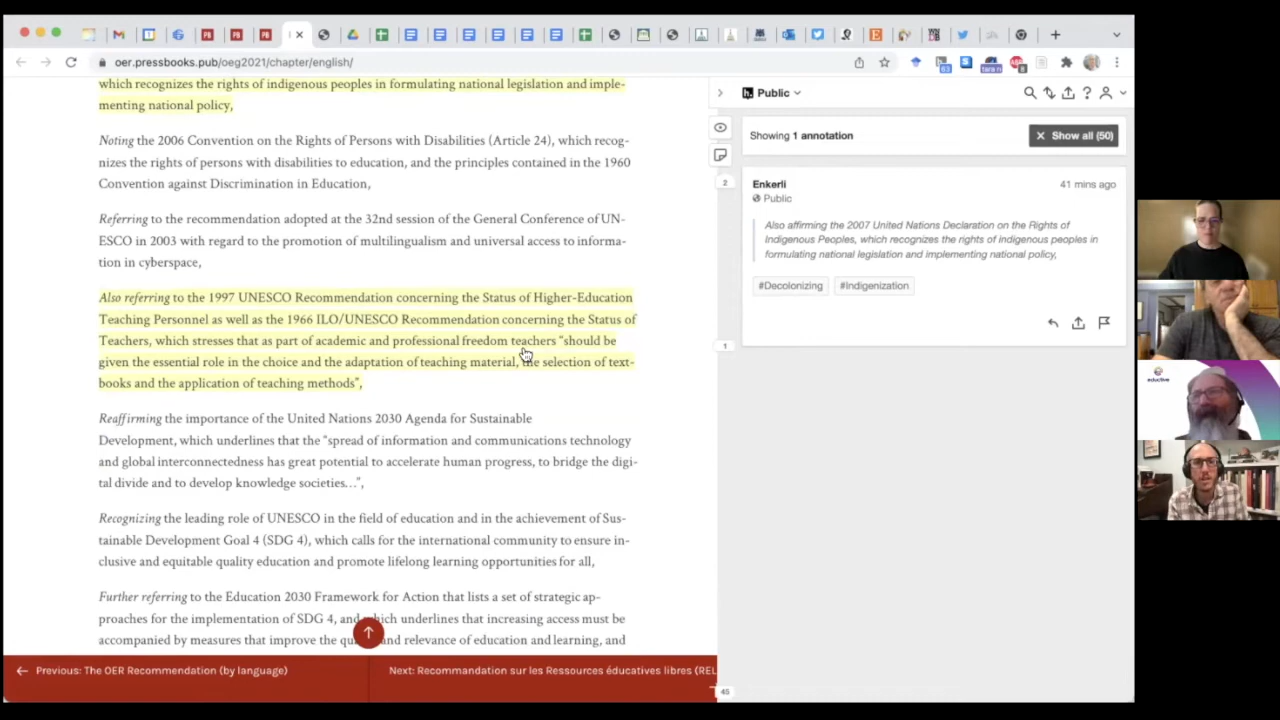 oer.pressbooks.pub/oeg2021/chapter/english/
which recognizes the rights of indigenous peoples in formulating national legislation and imple-
menting national policy,
Noting the 2006 Convention on the Rights of Persons with Disabilities (Article 24), which recog-
nizes the rights of persons with disabilities to education, and the principles contained in the 1960
Convention against Discrimination in Education,
Referring to the recommendation adopted at the 32nd session of the General Conference of UN-
ESCO in 2003 with regard to the promotion of multilingualism and universal access to informa-
tion in cyberspace,
Also referring to the 1997 UNESCO Recommendation concerning the Status of Higher-Education
Teaching Personnel as well as the 1966 ILO/UNESCO Recommendation concerning the Status of
Teachers, which stresses that as part of academic and professional freedom teachers “should be
given the essential role in the choice and the adaptation of teaching material, the selection of text-
books and the application of teaching methods”,
Reaffirming the importance of the United Nations 2030 Agenda for Sustainable
Development, which underlines that the “spread of information and communications technology
and global interconnectedness has great potential to accelerate human progress, to bridge the digi-
tal divide and to develop knowledge societies…”,
Recognizing the leading role of UNESCO in the field of education and in the achievement of Sus-
tainable Development Goal 4 (SDG 4), which calls for the international community to ensure in-
clusive and equitable quality education and promote lifelong learning opportunities for all,
Further referring to the Education 2030 Framework for Action that lists a set of strategic ap-
proaches for the implementation of SDG 4, and which underlines that increasing access must be
accompanied by measures that improve the and relevance of education and learning, and
Previous: The OER Recommendation (by language)
Next: Recommandation sur les Ressources éducatives libres (REL
Public
Showing 1 annotation
Show all (50)
2
Enkerli
41 mins ago
Public
Also affirming the 2007 United Nations Declaration on the Rights of
Indigenous Peoples, which recognizes the rights of indigenous peoples in
formulating national legislation and implementing national policy,
#Decolonizing
#Indigenization
1
45
eductive